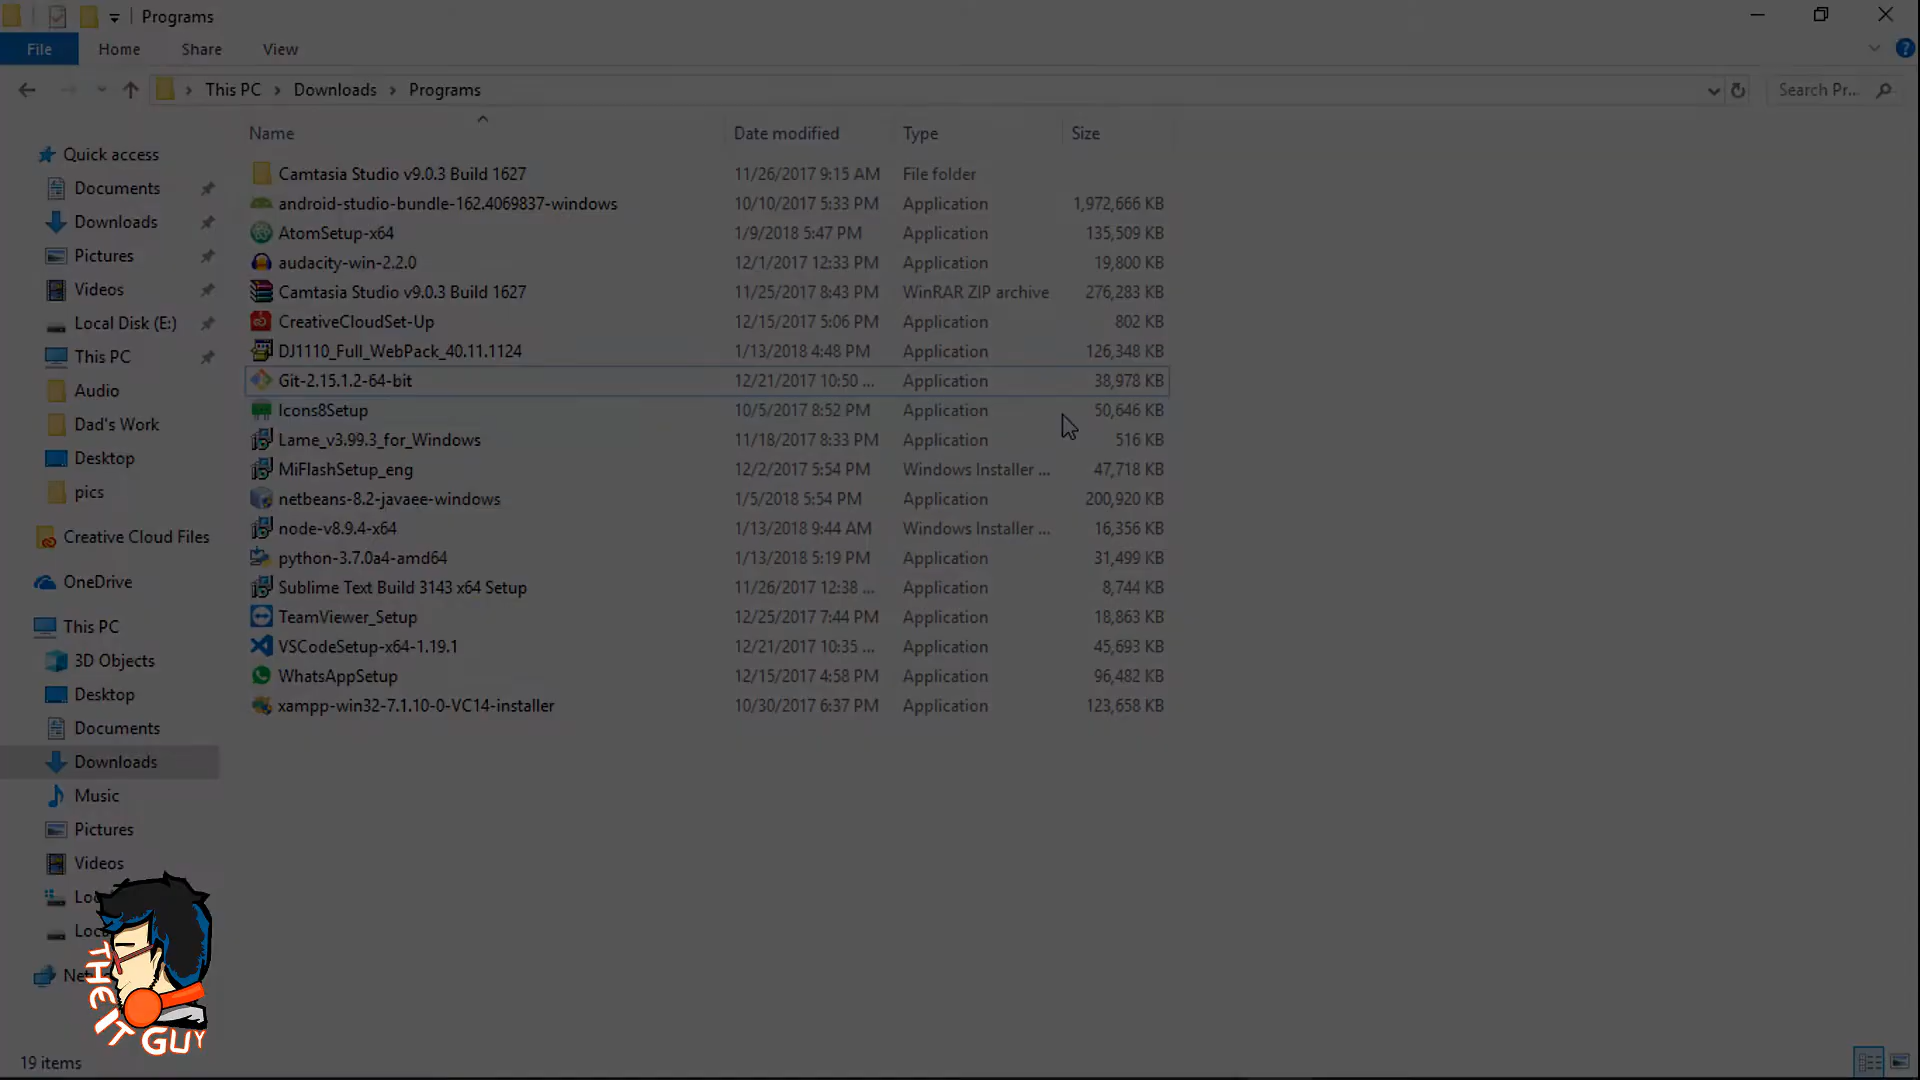 Programs
File Home Share View
This PC Downloads Programs Search Pr...
Name Date modified Type Size
Quick access
Documents
Downloads
Pictures
Videos
Local Disk (E:)
This PC
Audio
Dad's Work
Desktop
pics
Creative Cloud Files
OneDrive
This PC
3D Objects
Desktop
Documents
Downloads
Music
Pictures
Videos
Camtasia Studio v9.0.3 Build 1627 11/26/2017 9:15 AM File folder
android-studio-bundle-162.4069837-windows 10/10/2017 5:33 PM Application 1,972,666 KB
AtomSetup-x64 1/9/2018 5:47 PM Application 135,509 KB
audacity-win-2.2.0 12/1/2017 12:33 PM Application 19,800 KB
Camtasia Studio v9.0.3 Build 1627 11/25/2017 8:43 PM WinRAR ZIP archive 276,283 KB
CreativeCloudSet-Up 12/15/2017 5:06 PM Application 802 KB
DJ1110_Full_WebPack_40.11.1124 1/13/2018 4:48 PM Application 126,348 KB
Git-2.15.1.2-64-bit 12/21/2017 10:50 ... Application 38,978 KB
Icons8Setup 10/5/2017 8:52 PM Application 50,646 KB
Lame_v3.99.3_for_Windows 11/18/2017 8:33 PM Application 516 KB
MiFlashSetup_eng 12/2/2017 5:54 PM Windows Installer ... 47,718 KB
netbeans-8.2-javaee-windows 1/5/2018 5:54 PM Application 200,920 KB
node-v8.9.4-x64 1/13/2018 9:44 AM Windows Installer ... 16,356 KB
python-3.7.0a4-amd64 1/13/2018 5:19 PM Application 31,499 KB
Sublime Text Build 3143 x64 Setup 11/26/2017 12:38 ... Application 8,744 KB
TeamViewer_Setup 12/25/2017 7:44 PM Application 18,863 KB
VSCodeSetup-x64-1.19.1 12/21/2017 10:35 ... Application 45,693 KB
WhatsAppSetup 12/15/2017 4:58 PM Application 96,482 KB
xampp-win32-7.1.10-0-VC14-installer 10/30/2017 6:37 PM Application 123,658 KB
THE IT GUY
19 items